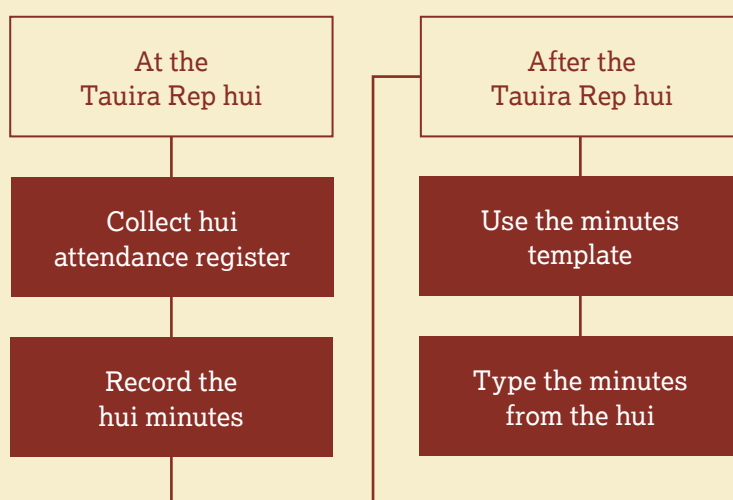 At the
Tauira Rep hui
Collect hui
attendance register
Record the
hui minutes
After the
Tauira Rep hui
Use the minutes
template
Type the minutes
from the hui